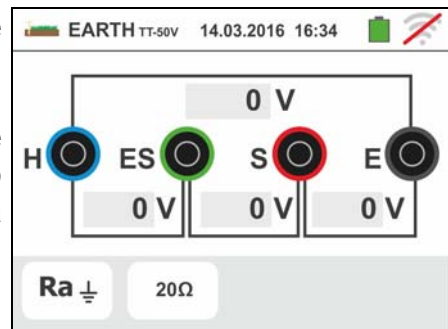 EARTH TT-50V 14.03.2016 16:34
0 V
H ES S E
0 V 0 V 0 V
Ra 20Ω